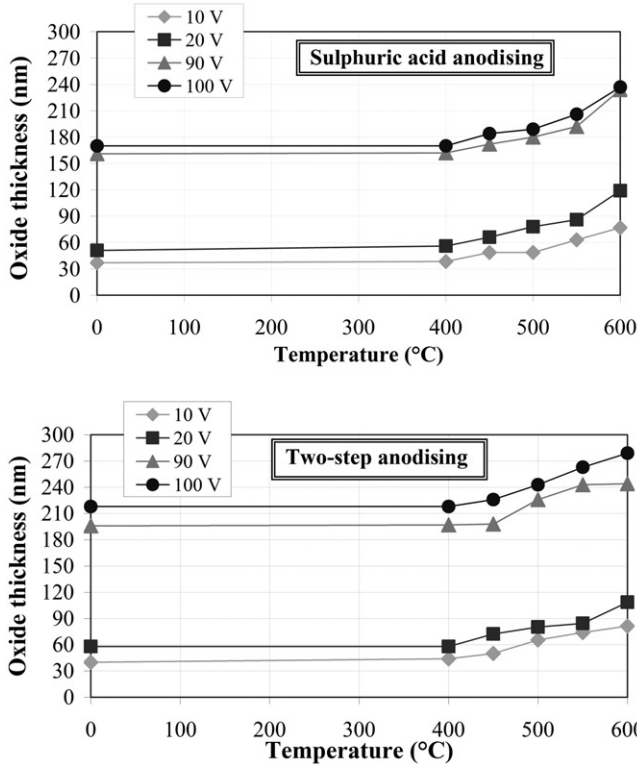 10 V
20 V
90 V
100 V
Sulphuric acid anodising
Oxide thickness (nm)
300
270
240
210
180
150
120
90
60
30
0
0 100 200 300 400 500 600
Temperature (°C)
10 V
20 V
90 V
100 V
Two-step anodising
Oxide thickness (nm)
300
270
240
210
180
150
120
90
60
30
0
0 100 200 300 400 500 600
Temperature (°C)